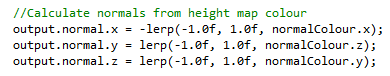 //Calculate normals from height map colour
output.normal.x = -lerp(-1.0f, 1.0f, normalColour.x);
output.normal.y = lerp(-1.0f, 1.0f, normalColour.z);
output.normal.z = lerp(-1.0f, 1.0f, normalColour.y);